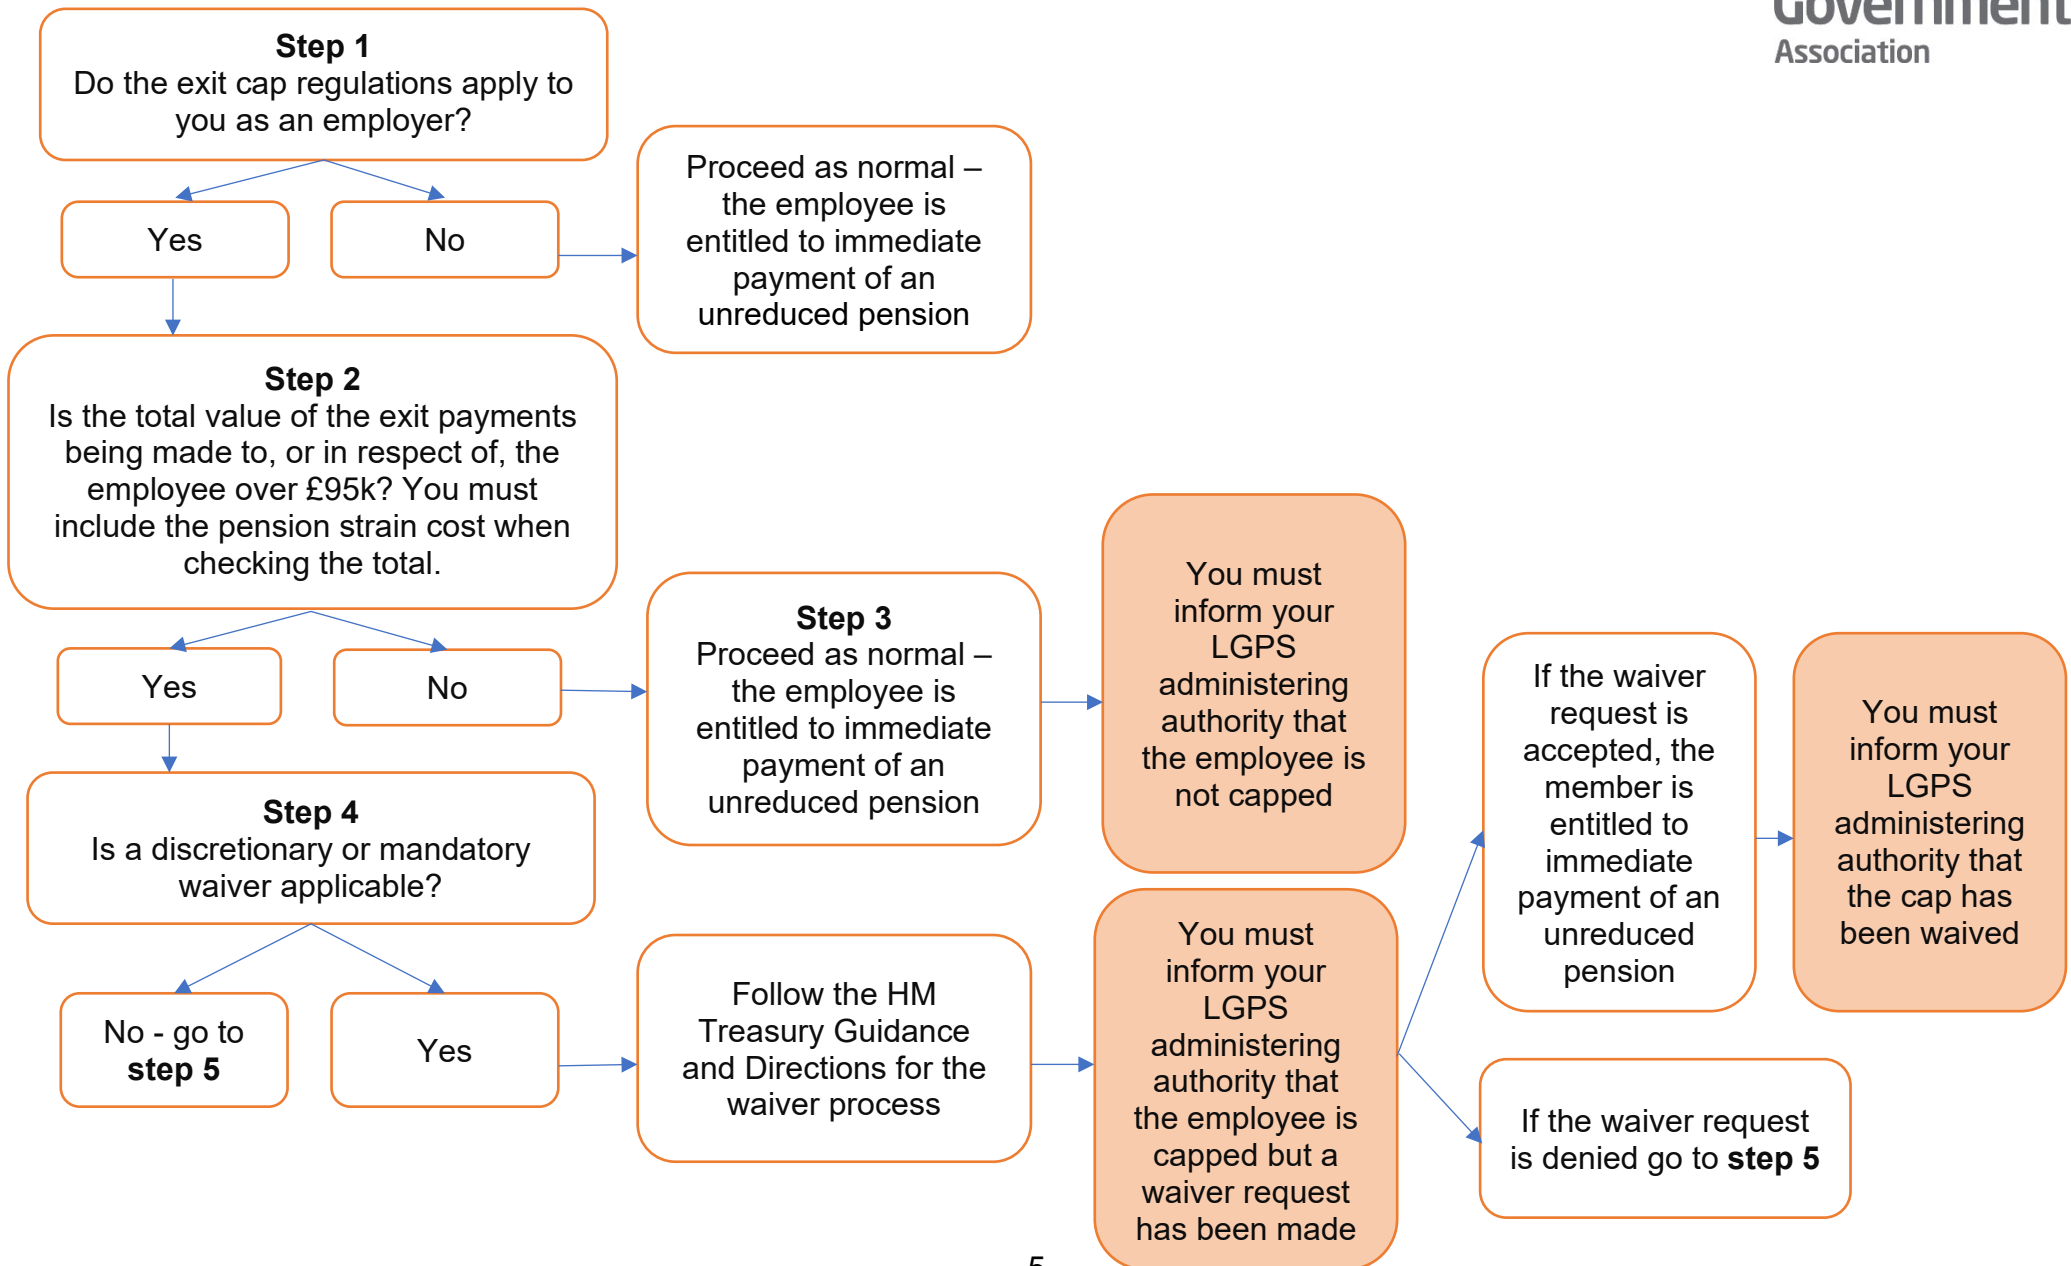 Government
Association
Step 1
Do the exit cap regulations apply to
you as an employer?
Yes
No
Proceed as normal –
the employee is
entitled to immediate
payment of an
unreduced pension
Step 2
Is the total value of the exit payments
being made to, or in respect of, the
employee over £95k? You must
include the pension strain cost when
checking the total.
Yes
No
Step 3
Proceed as normal –
the employee is
entitled to immediate
payment of an
unreduced pension
You must
inform your
LGPS
administering
authority that
the employee is
not capped
Step 4
Is a discretionary or mandatory
waiver applicable?
No - go to
step 5
Yes
Follow the HM
Treasury Guidance
and Directions for the
waiver process
You must
inform your
LGPS
administering
authority that
the employee is
capped but a
waiver request
has been made
If the waiver
request is
accepted, the
member is
entitled to
immediate
payment of an
unreduced
pension
You must
inform your
LGPS
administering
authority that
the cap has
been waived
If the waiver request
is denied go to step 5
5